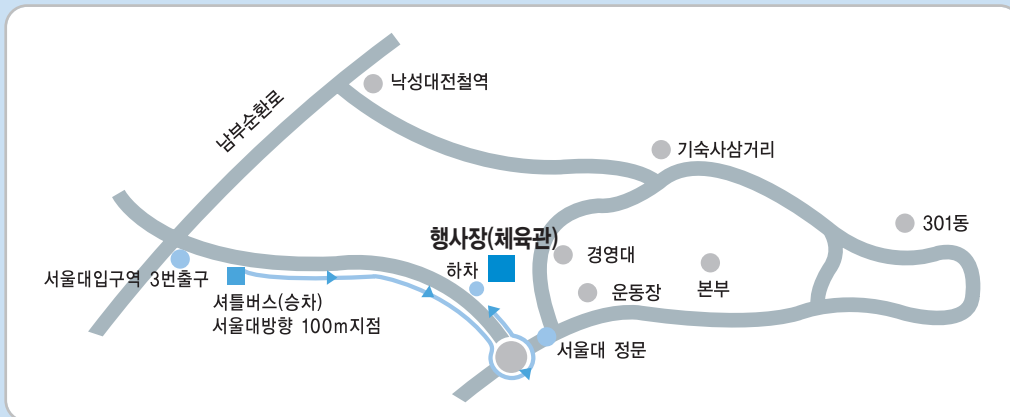 낙성대전철역
남부순환로
기숙사삼거리
301동
행사장(체육관)
하차
경영대
본부
운동장
서울대입구역 3번출구
셔틀버스(승차)
서울대방향 100m지점
서울대 정문